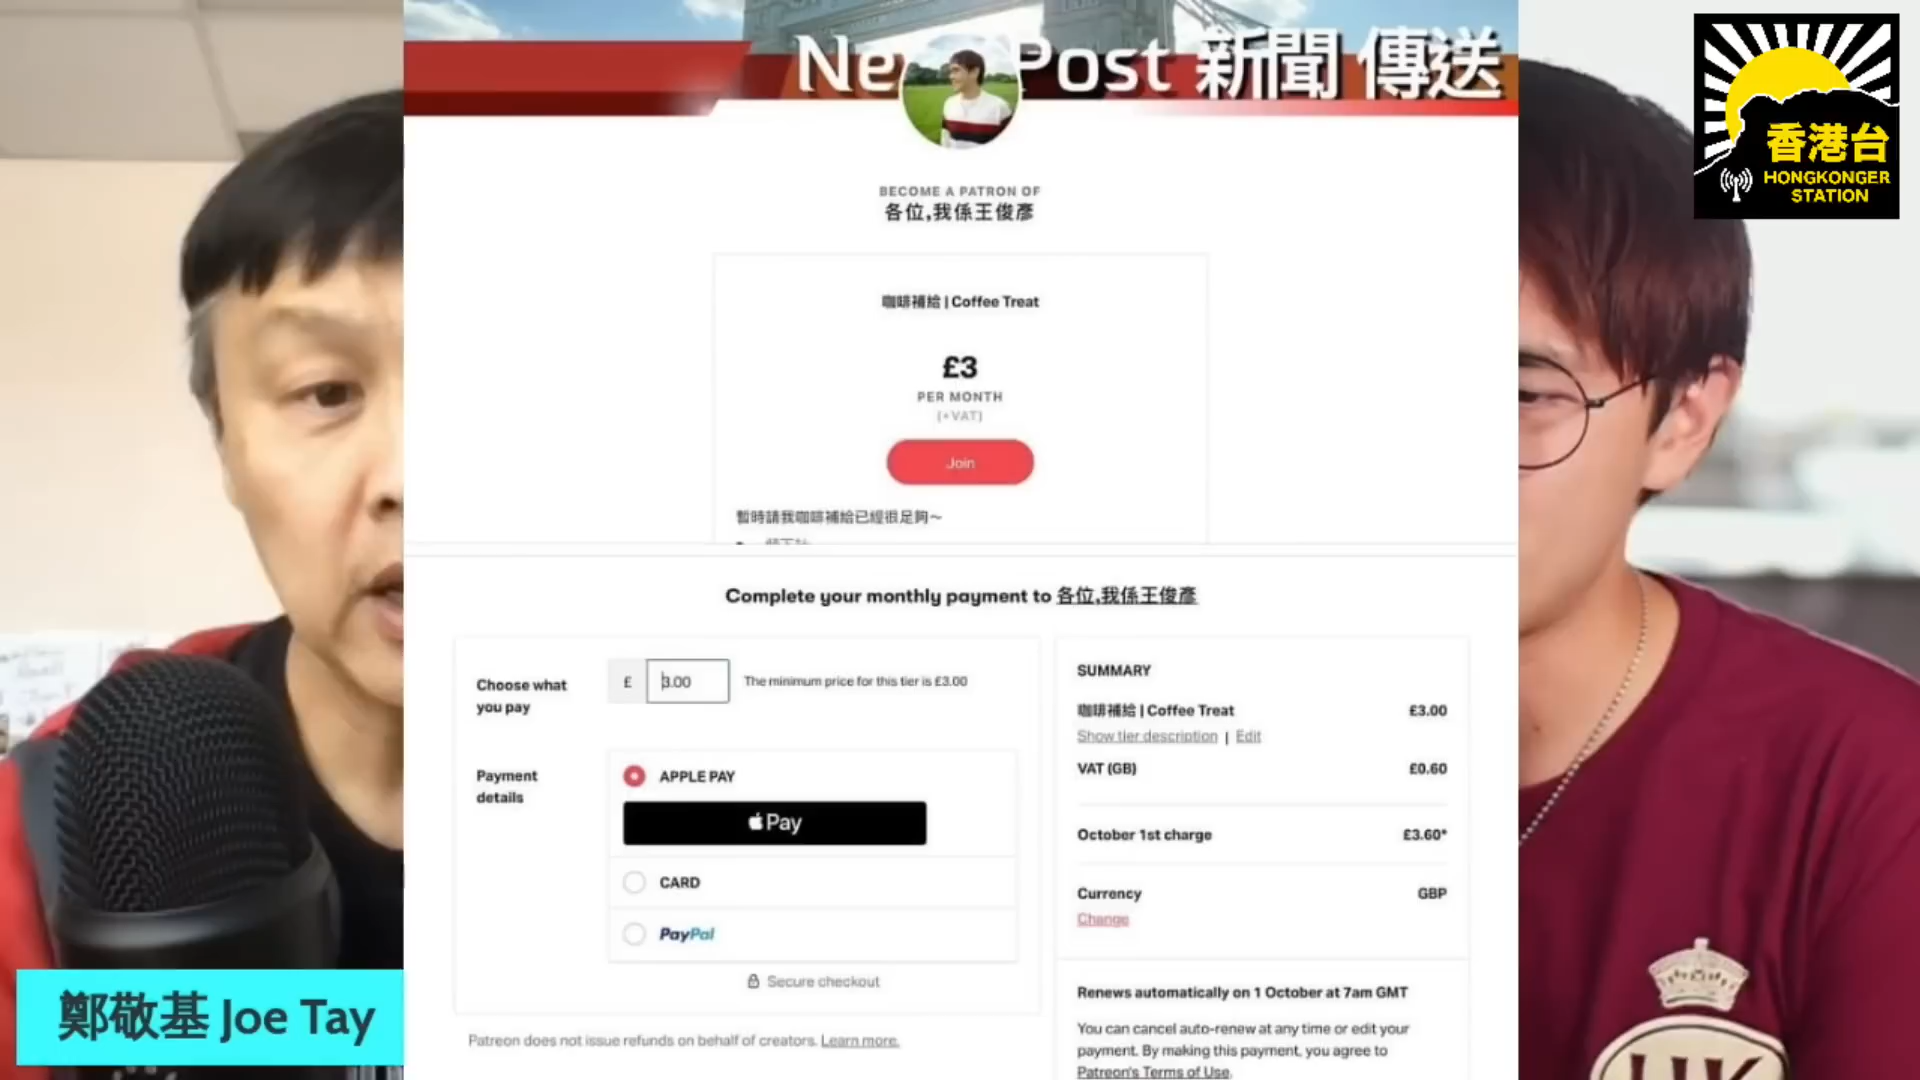 News Post 新聞 傳送
香港台
HONGKONGER
STATION
BECOME A PATRON OF
各位,我係王俊彥
咖啡補給 | Coffee Treat
£3
PER MONTH
(+VAT)
Join
暫時請我咖啡補給已經很足夠～
Complete your monthly payment to 各位,我係王俊彥
Choose what
you pay
£ 3.00 The minimum price for this tier is £3.00
Payment
details
APPLE PAY
Pay
CARD
PayPal
Secure checkout
Patreon does not issue refunds on behalf of creators. Learn more.
SUMMARY
咖啡補給 | Coffee Treat £3.00
Show tier description | Edit
VAT (GB) £0.60
October 1st charge £3.60*
Currency GBP
Change
Renews automatically on 1 October at 7am GMT
You can cancel auto-renew at any time or edit your
payment. By making this payment, you agree to
Patreon's Terms of Use.
鄭敬基 Joe Tay
HK